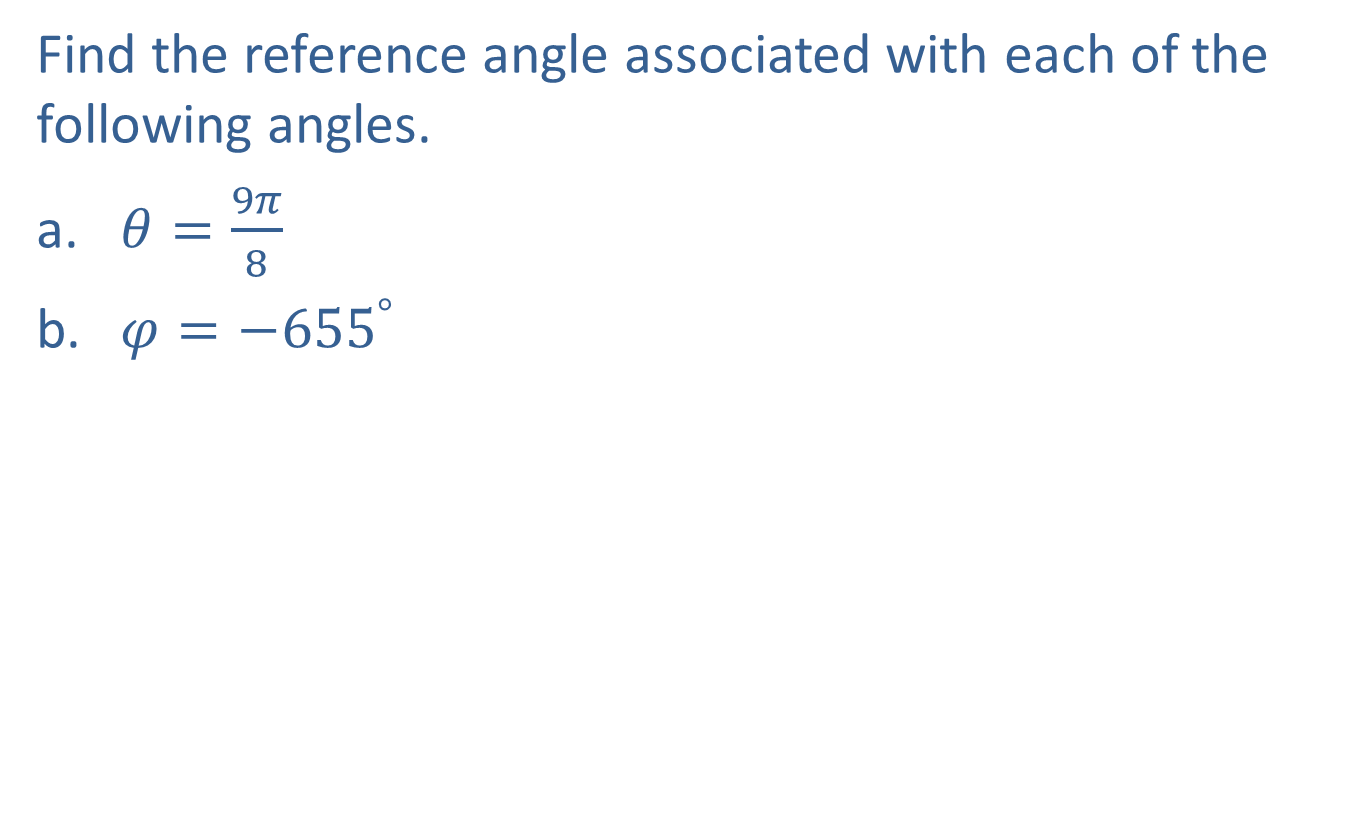 Find the reference angle associated with each of the
following angles.
a. θ = 9π/8
b. φ = −655°